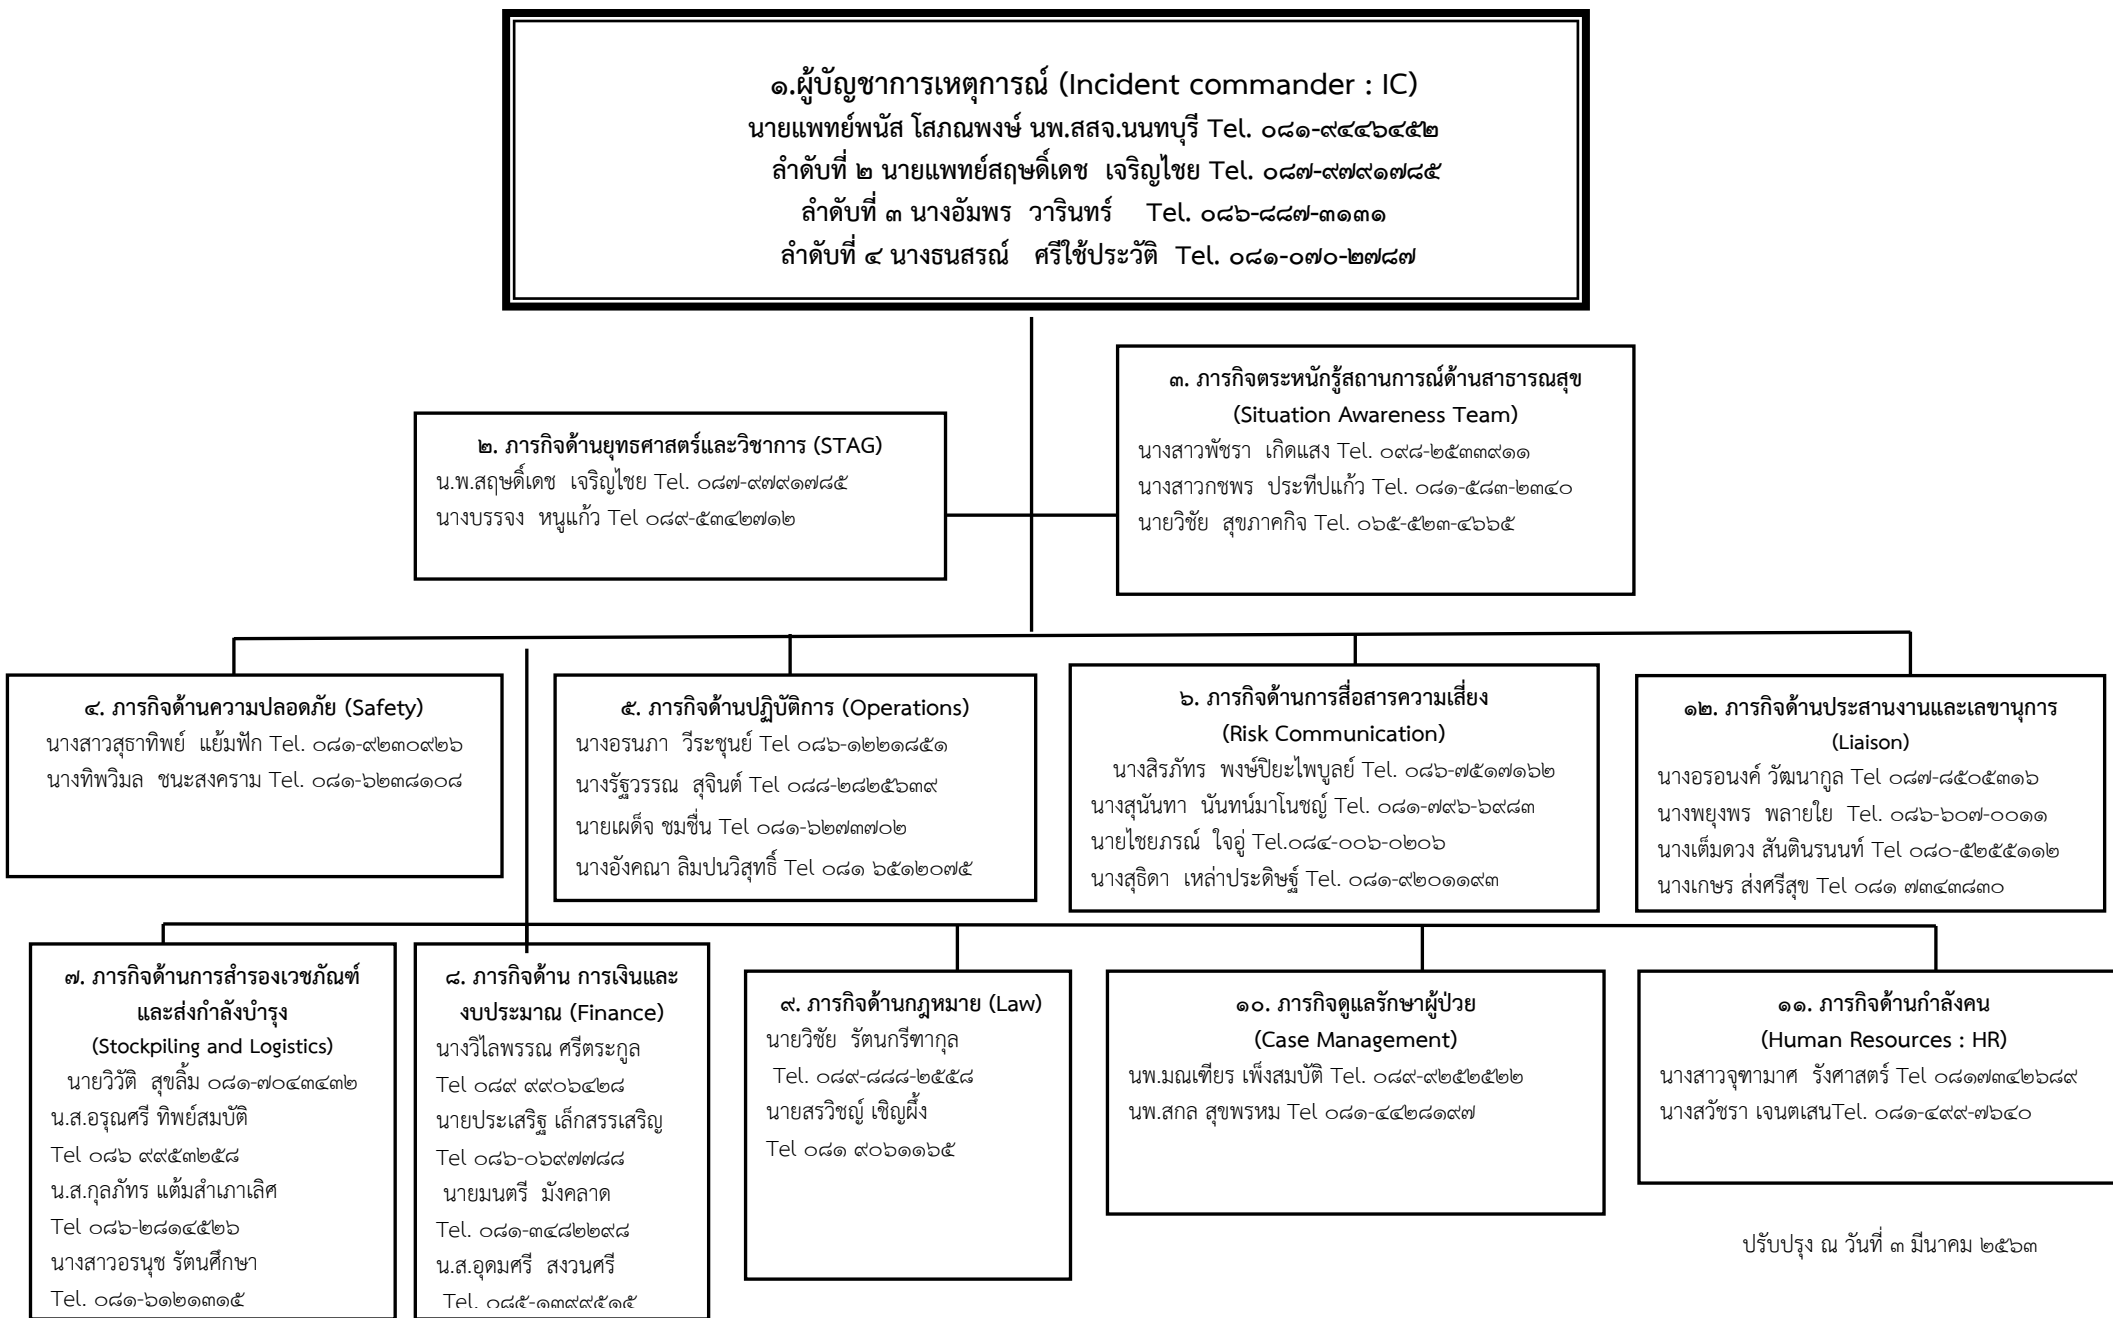 ๑.ผู้บัญชาการเหตุการณ์ (Incident commander : IC)
นายแพทย์พนัส โสภณพงษ์ นพ.สสจ.นนทบุรี Tel. ๐๘๑-๙๔๔๖๔๕๒
ลำดับที่ ๒ นายแพทย์สฤษดิ์เดช เจริญไชย Tel. ๐๘๗-๙๗๙๑๗๘๕
ลำดับที่ ๓ นางอัมพร วารินทร์ Tel. ๐๘๖-๘๘๗-๓๑๓๑
ลำดับที่ ๔ นางธนสรณ์ ศรีใช้ประวัติ Tel. ๐๘๑-๐๗๐-๒๗๘๗
๒. ภารกิจด้านยุทธศาสตร์และวิชาการ (STAG)
น.พ.สฤษดิ์เดช เจริญไชย Tel. ๐๘๗-๙๗๙๑๗๘๕
นางบรรจง หนูแก้ว Tel ๐๘๙-๕๓๔๒๗๑๒
๓. ภารกิจตระหนักรู้สถานการณ์ด้านสาธารณสุข
(Situation Awareness Team)
นางสาวพัชรา เกิดแสง Tel. ๐๙๘-๒๕๓๓๙๑๑
นางสาวกชพร ประทีปแก้ว Tel. ๐๘๑-๕๘๓-๒๓๔๐
นายวิชัย สุขภาคกิจ Tel. ๐๖๕-๕๒๓-๔๖๖๕
๔. ภารกิจด้านความปลอดภัย (Safety)
นางสาวสุธาทิพย์ แย้มฟัก Tel. ๐๘๑-๙๒๓๐๙๒๖
นางทิพวิมล ชนะสงคราม Tel. ๐๘๑-๖๒๓๘๑๐๘
๕. ภารกิจด้านปฏิบัติการ (Operations)
นางอรนภา วีระชุนย์ Tel ๐๘๖-๑๒๒๑๘๕๑
นางรัฐวรรณ สุจินต์ Tel ๐๘๘-๒๘๒๕๖๓๙
นายเผด็จ ชมชื่น Tel ๐๘๑-๖๒๗๓๗๐๒
นางอังคณา ลิมปนวิสุทธิ์ Tel ๐๘๑ ๖๕๑๒๐๗๕
๖. ภารกิจด้านการสื่อสารความเสี่ยง
(Risk Communication)
นางสิรภัทร พงษ์ปิยะไพบูลย์ Tel. ๐๘๖-๗๕๑๗๑๖๒
นางสุนันทา นันทน์มาโนชญ์ Tel. ๐๘๑-๗๙๖-๖๙๘๓
นายไชยภรณ์ ใจอู่ Tel.๐๘๔-๐๐๖-๐๒๐๖
นางสุธิดา เหล่าประดิษฐ์ Tel. ๐๘๑-๙๒๐๑๑๙๓
๑๒. ภารกิจด้านประสานงานและเลขานุการ
(Liaison)
นางอรอนงค์ วัฒนากูล Tel ๐๘๗-๘๕๐๕๓๑๖
นางพยุงพร พลายใย Tel. ๐๘๖-๖๐๗-๐๐๑๑
นางเต็มดวง สันตินรนนท์ Tel ๐๘๐-๕๒๕๕๑๑๒
นางเกษร ส่งศรีสุข Tel ๐๘๑ ๗๓๔๓๘๓๐
๗. ภารกิจด้านการสำรองเวชภัณฑ์
และส่งกำลังบำรุง
(Stockpiling and Logistics)
นายวิวัติ สุขลิ้ม ๐๘๑-๗๐๔๓๔๓๒
น.ส.อรุณศรี ทิพย์สมบัติ
Tel ๐๘๖ ๙๙๕๓๒๕๘
น.ส.กุลภัทร แต้มสำเภาเลิศ
Tel ๐๘๖-๒๘๑๔๕๒๖
นางสาวอรนุช รัตนศึกษา
Tel. ๐๘๑-๖๑๒๑๓๑๕
๘. ภารกิจด้าน การเงินและ
งบประมาณ (Finance)
นางวิไลพรรณ ศรีตระกูล
Tel ๐๘๙ ๙๙๐๖๔๒๘
นายประเสริฐ เล็กสรรเสริญ
Tel ๐๘๖-๐๖๙๗๗๘๘
นายมนตรี มังคลาด
Tel. ๐๘๑-๓๔๘๒๒๙๘
น.ส.อุดมศรี สงวนศรี
Tel. ๐๘๕-๑๓๙๙๕๑๕
๙. ภารกิจด้านกฎหมาย (Law)
นายวิชัย รัตนกรีฑากุล
Tel. ๐๘๙-๘๘๘-๒๕๕๘
นายสรวิชญ์ เชิญผึ้ง
Tel ๐๘๑ ๙๐๖๑๑๖๕
๑๐. ภารกิจดูแลรักษาผู้ป่วย
(Case Management)
นพ.มณเฑียร เพ็งสมบัติ Tel. ๐๘๙-๙๒๕๒๕๒๒
นพ.สกล สุขพรหม Tel ๐๘๑-๔๔๒๘๑๙๗
๑๑. ภารกิจด้านกำลังคน
(Human Resources : HR)
นางสาวจุฑามาศ รังศาสตร์ Tel ๐๘๑๗๓๔๒๖๘๙
นางสวัชรา เจนตเสนTel. ๐๘๑-๔๙๙-๗๖๔๐
ปรับปรุง ณ วันที่ ๓ มีนาคม ๒๕๖๓